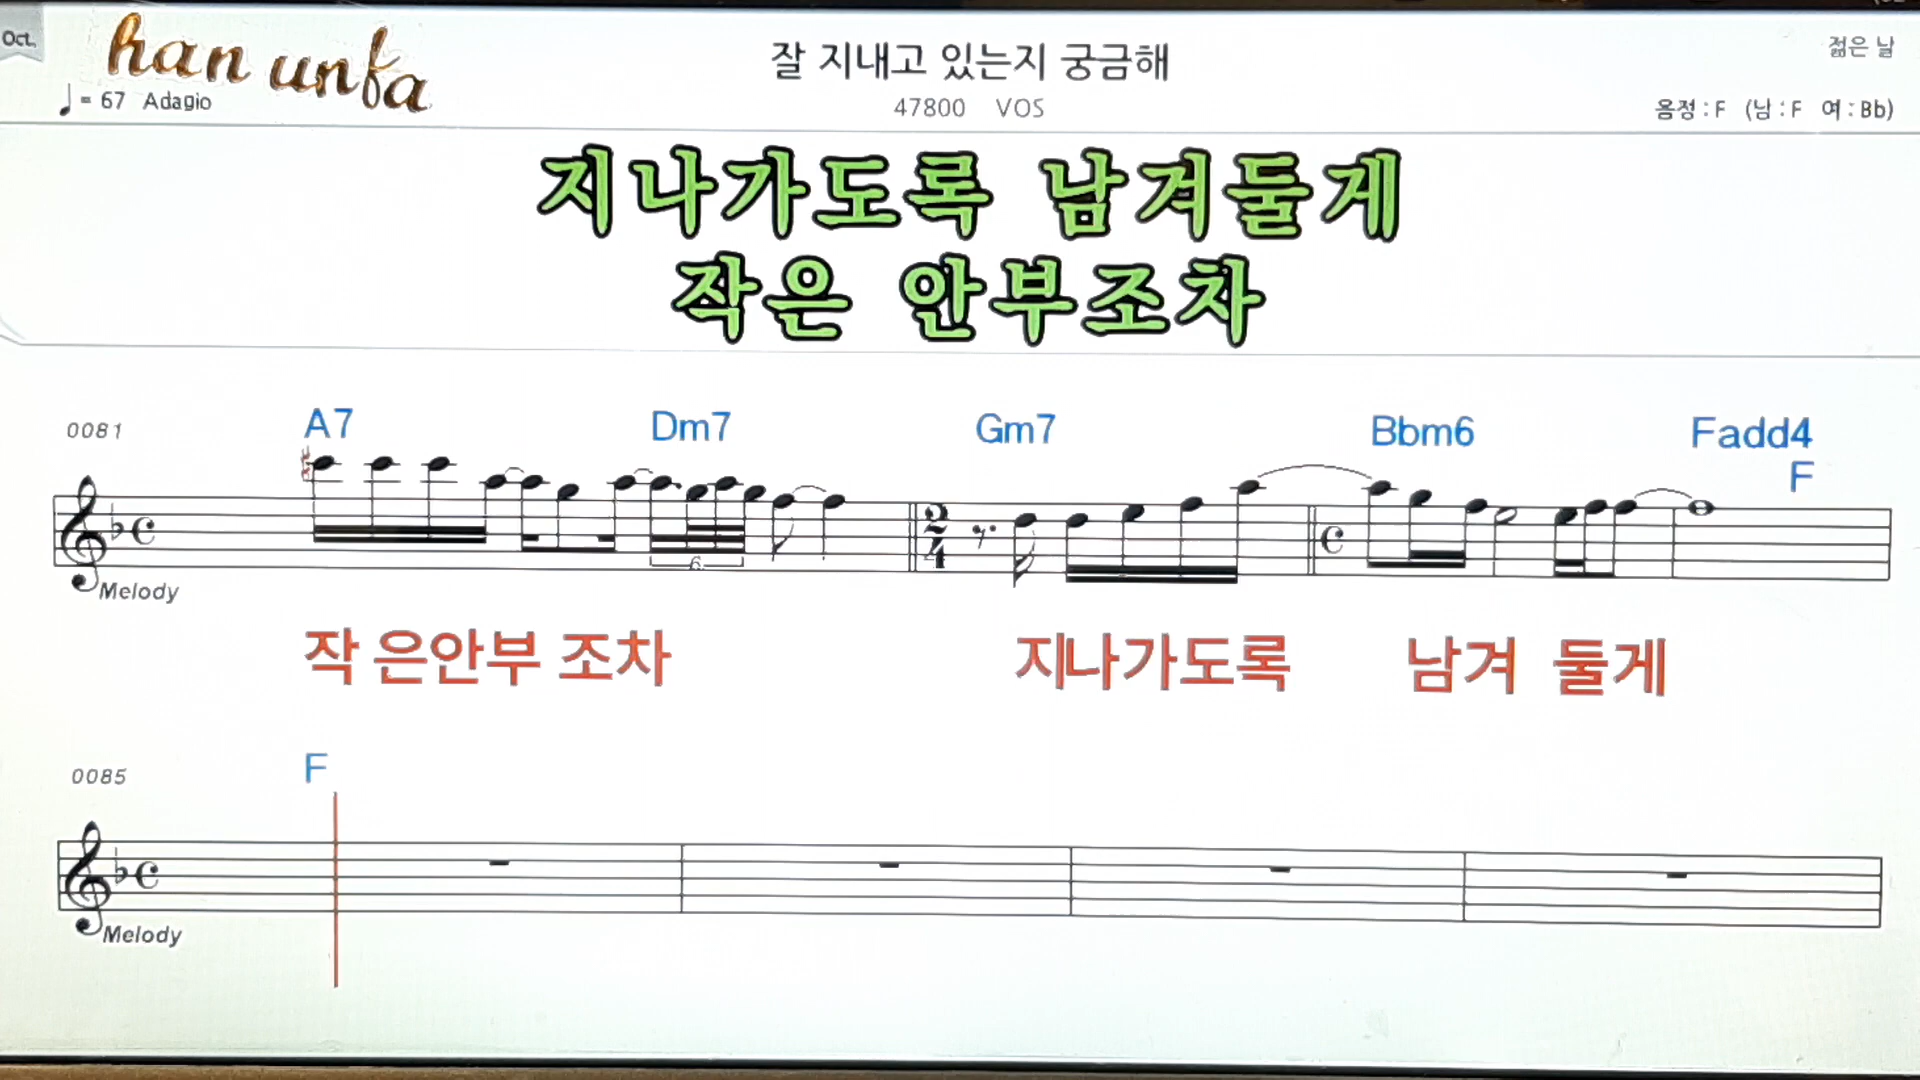 Oct.
han unfa
♩= 67 Adagio
잘 지내고 있는지 궁금해
47800 VOS
젊은 날
음정 : F (남 : F 여 : Bb)
지나가도록 남겨둘게
작은 안부조차
0081
A7 Dm7 Gm7 Bbm6 Fadd4
F
2
4
6
Melody
작 은안부 조차 지나가도록 남겨 둘게
0085
F
Melody